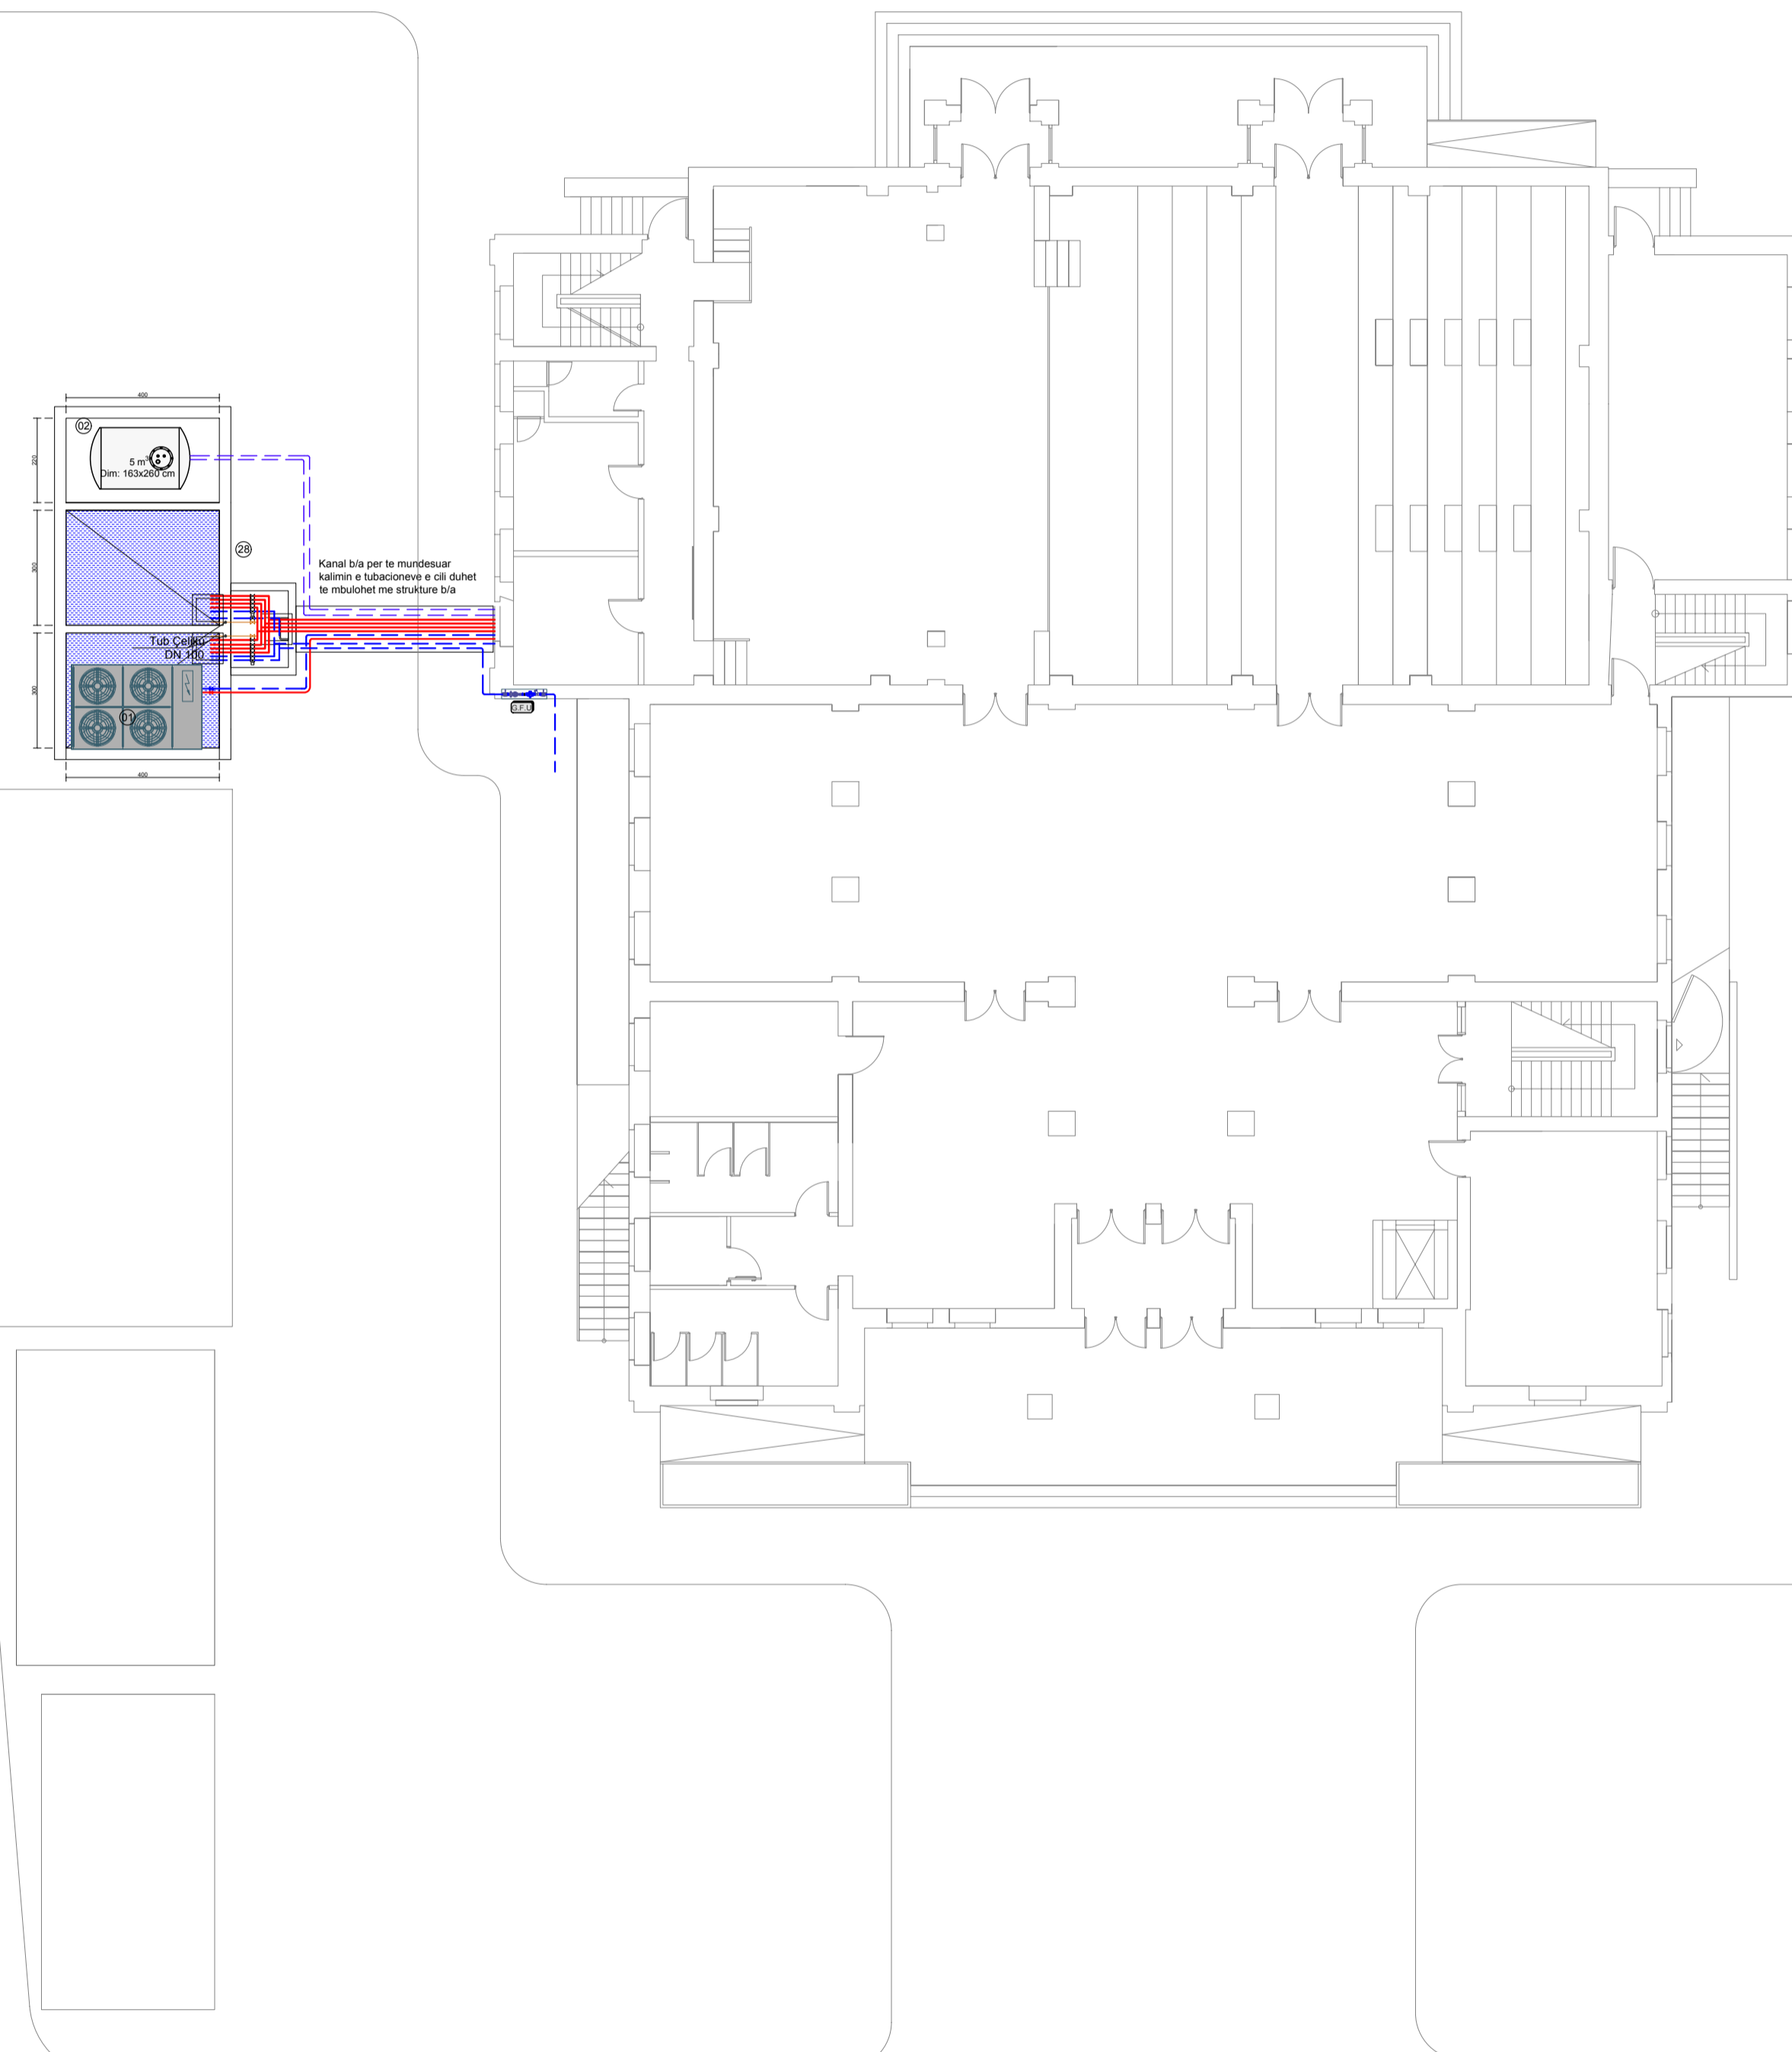 400
02
220
5 m³
Dim: 163x260 cm
28
300
Kanal b/a per te mundesuar
kalimin e tubacioneve e cili duhet
te mbulohet me strukture b/a
Tub Çeliku
DN 100
300
01
G.F.U
400